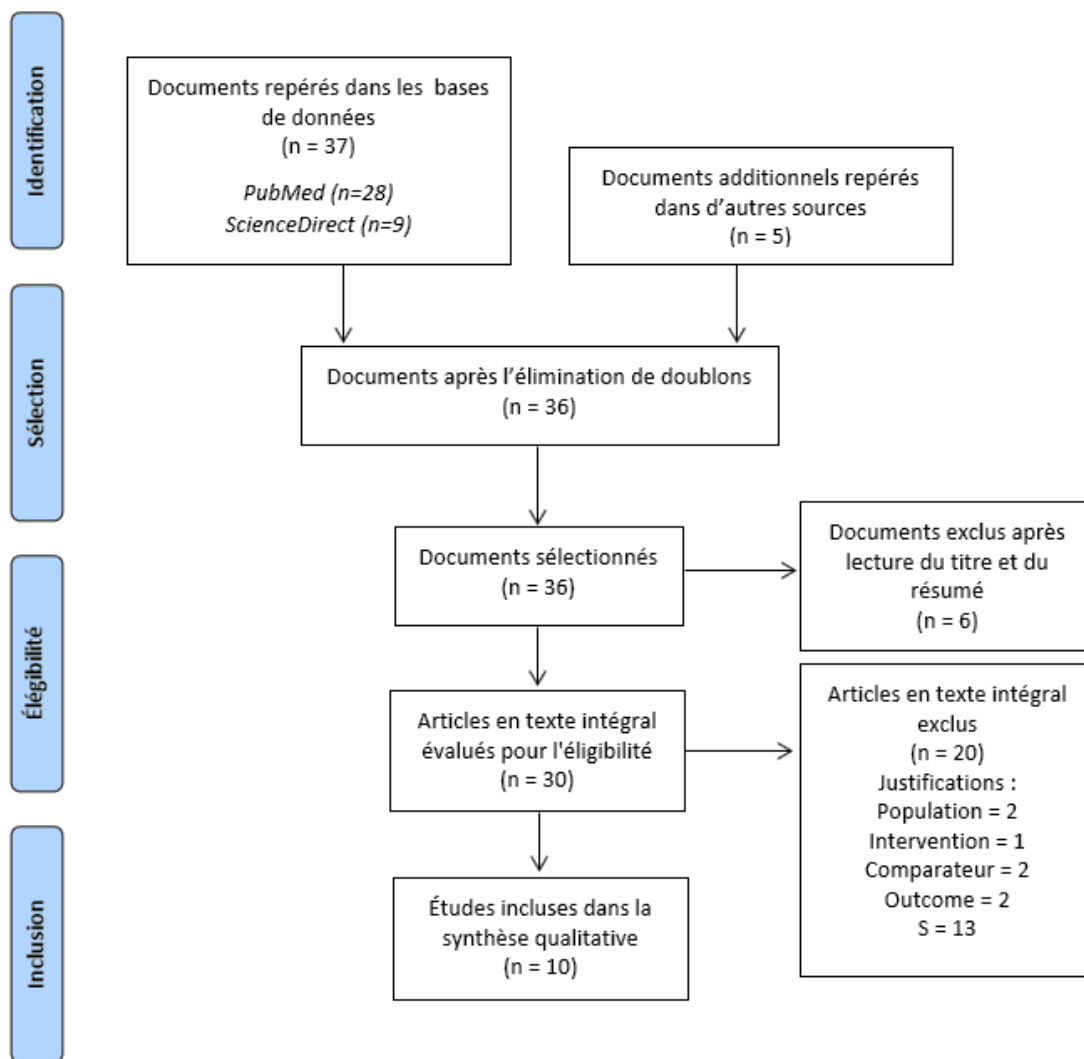 Identification
Documents repérés dans les bases
de données
(n = 37)
PubMed (n=28)
ScienceDirect (n=9)
Documents additionnels repérés
dans d’autres sources
(n = 5)
Sélection
Documents après l’élimination de doublons
(n = 36)
Documents sélectionnés
(n = 36)
Documents exclus après
lecture du titre et du
résumé
(n = 6)
Élégibilité
Articles en texte intégral
évalués pour l'éligibilité
(n = 30)
Articles en texte intégral
exclus
(n = 20)
Justifications :
Population = 2
Intervention = 1
Comparateur = 2
Outcome = 2
S = 13
Inclusion
Études incluses dans la
synthèse qualitative
(n = 10)